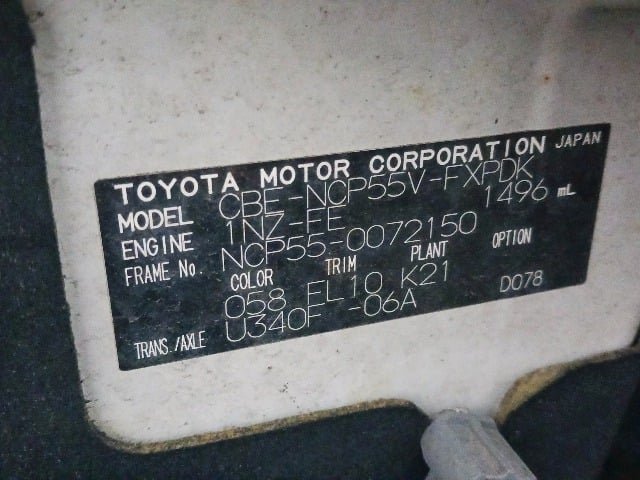 TOYOTA MOTOR CORPORATION JAPAN
MODEL CBE-NCP55V-FXPDK
ENGINE 1NZ-FE 1496 mL
FRAME No. NCP55-0072150
COLOR TRIM PLANT OPTION
058 FL10 K21 D078
TRANS./AXLE U340F -06A